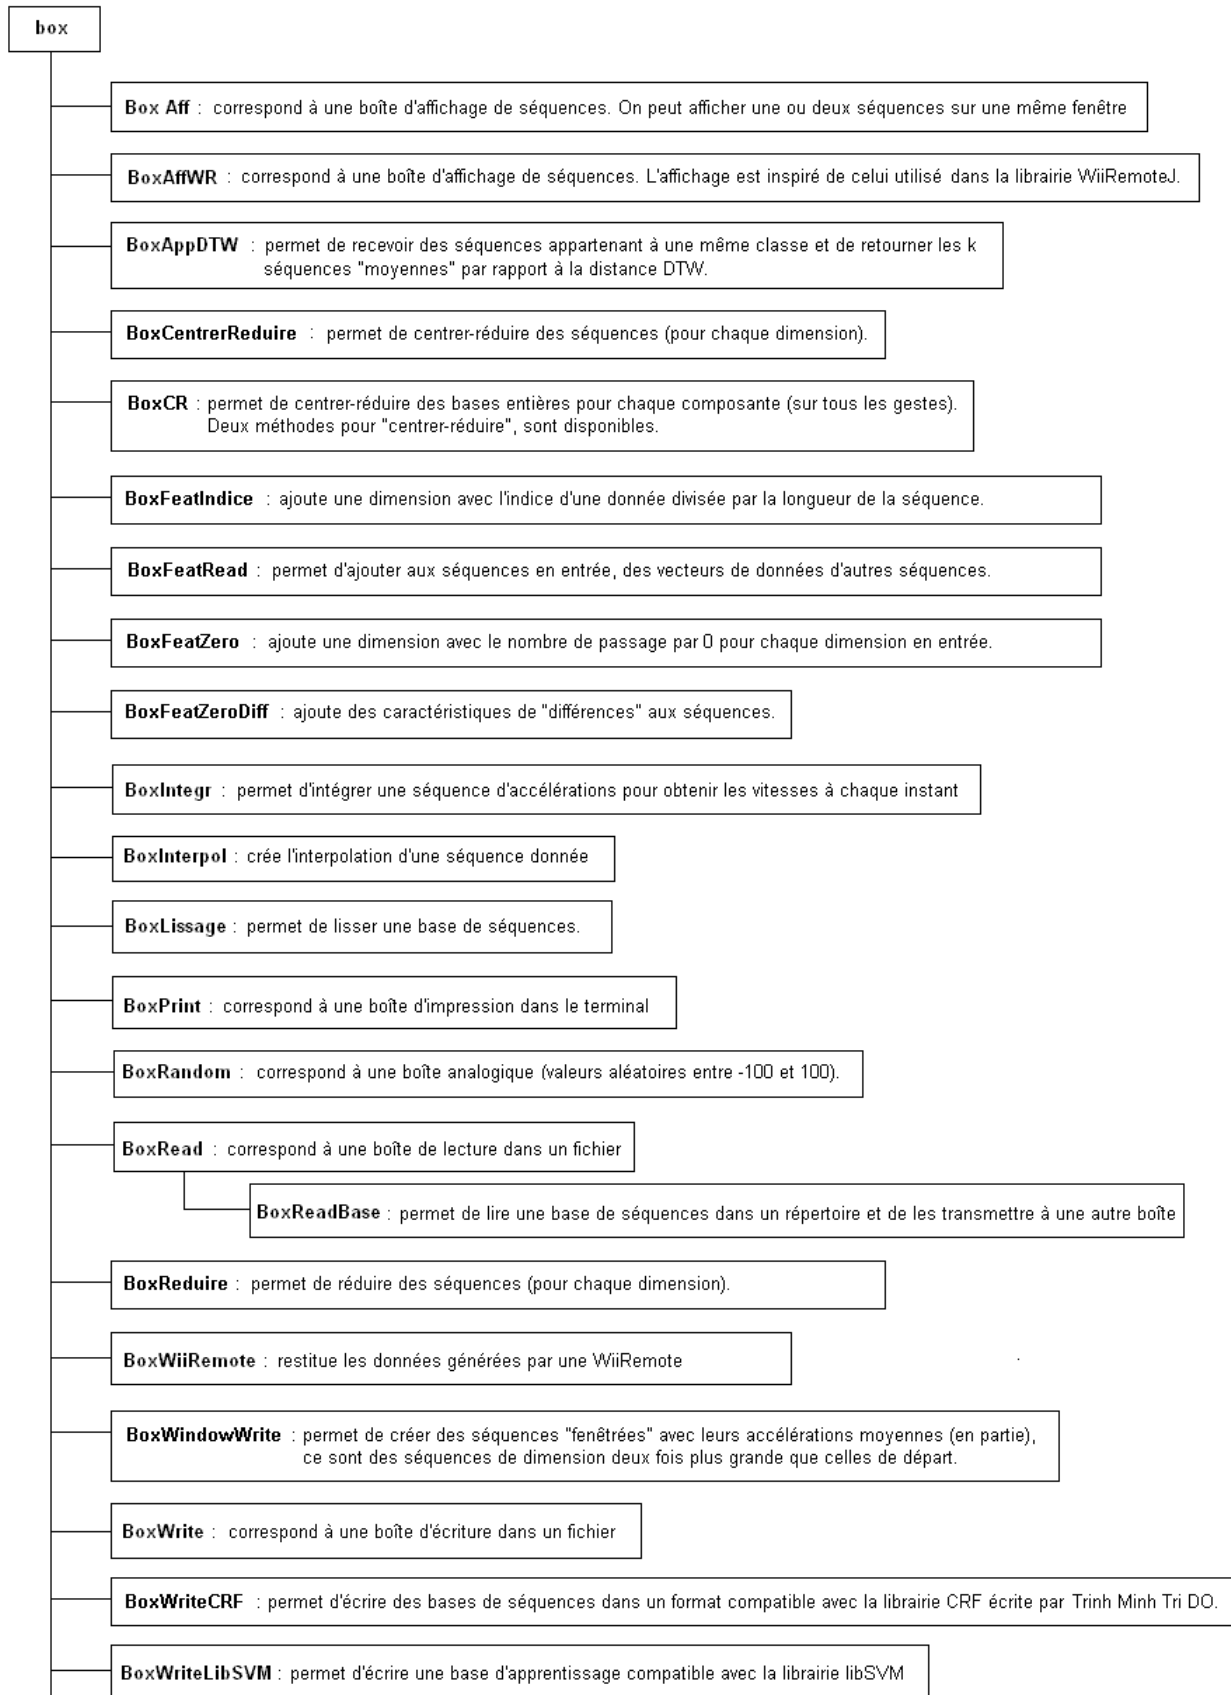 box
Box Aff : correspond à une boîte d'affichage de séquences. On peut afficher une ou deux séquences sur une même fenêtre
BoxAffWR : correspond à une boîte d'affichage de séquences. L'affichage est inspiré de celui utilisé dans la librairie WiiRemoteJ.
BoxAppDTW : permet de recevoir des séquences appartenant à une même classe et de retourner les k
séquences "moyennes" par rapport à la distance DTW.
BoxCentrerReduire : permet de centrer-réduire des séquences (pour chaque dimension).
BoxCR : permet de centrer-réduire des bases entières pour chaque composante (sur tous les gestes).
Deux méthodes pour "centrer-réduire", sont disponibles.
BoxFeatIndice : ajoute une dimension avec l'indice d'une donnée divisée par la longueur de la séquence.
BoxFeatRead : permet d'ajouter aux séquences en entrée, des vecteurs de données d'autres séquences.
BoxFeatZero : ajoute une dimension avec le nombre de passage par 0 pour chaque dimension en entrée.
BoxFeatZeroDiff : ajoute des caractéristiques de "différences" aux séquences.
BoxIntegr : permet d'intégrer une séquence d'accélérations pour obtenir les vitesses à chaque instant
BoxInterpol : crée l'interpolation d'une séquence donnée
BoxLissage : permet de lisser une base de séquences.
BoxPrint : correspond à une boîte d'impression dans le terminal
BoxRandom : correspond à une boîte analogique (valeurs aléatoires entre -100 et 100).
BoxRead : correspond à une boîte de lecture dans un fichier
BoxReadBase : permet de lire une base de séquences dans un répertoire et de les transmettre à une autre boîte
BoxReduire : permet de réduire des séquences (pour chaque dimension).
BoxWiiRemote : restitue les données générées par une WiiRemote
BoxWindowWrite : permet de créer des séquences "fenêtrées" avec leurs accélérations moyennes (en partie),
ce sont des séquences de dimension deux fois plus grande que celles de départ.
BoxWrite : correspond à une boîte d'écriture dans un fichier
BoxWriteCRF : permet d'écrire des bases de séquences dans un format compatible avec la librairie CRF écrite par Trinh Minh Tri DO.
BoxWriteLibSVM : permet d'écrire une base d'apprentissage compatible avec la librairie libSVM